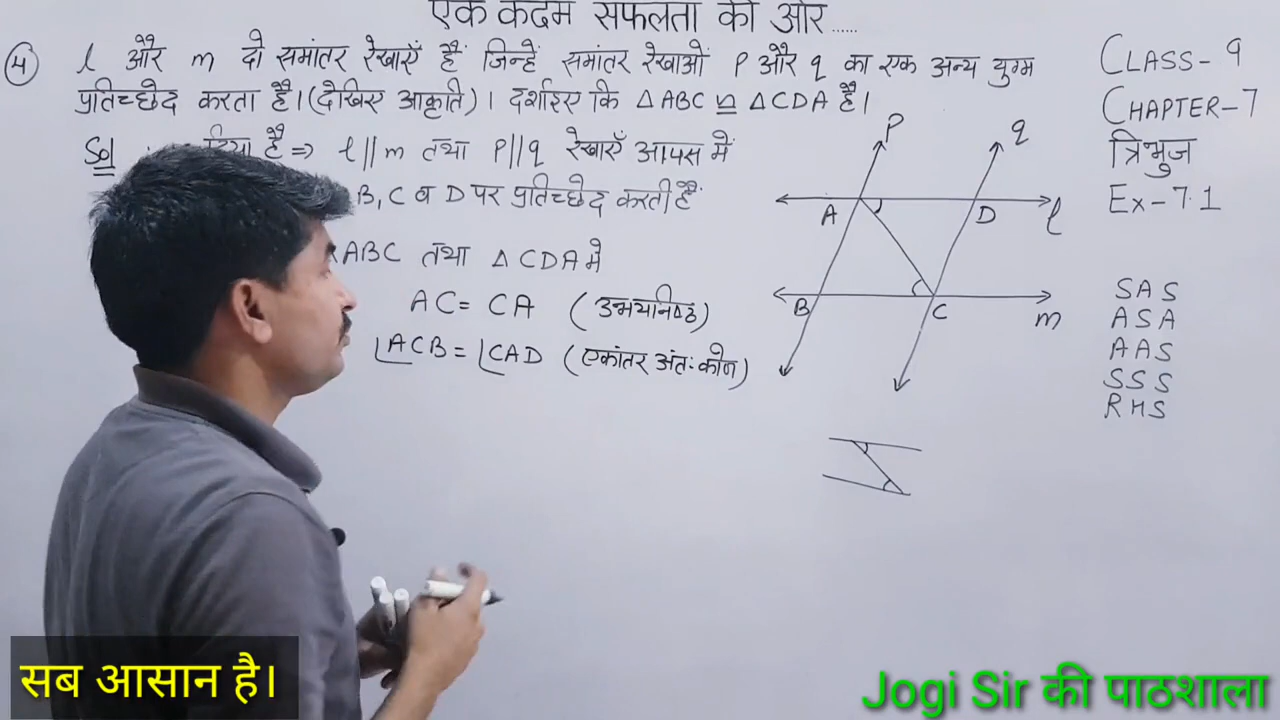 एक कदम सफलता की ओर......
4 l और m दो समांतर रेखाएँ हैं जिन्हें समांतर रेखाओं p और q का एक अन्य युग्म
प्रतिच्छेद करता है। (देखिए आकृति)। दर्शाइए कि △ABC ≅ △CDA है।
Sol दिया है ⇒ l||m तथा P||q रेखाएँ आपस में
B, C व D पर प्रतिच्छेद करती हैं
ABC तथा △CDA में
AC = CA (उभयनिष्ठ)
∠ACB = ∠CAD (एकांतर अंतः कोण)
P
q
A
D
l
B
C
m
CLASS-9
CHAPTER-7
त्रिभुज
Ex-7.1
SAS
ASA
AAS
SSS
RHS
सब आसान है।
Jogi Sir की पाठशाला